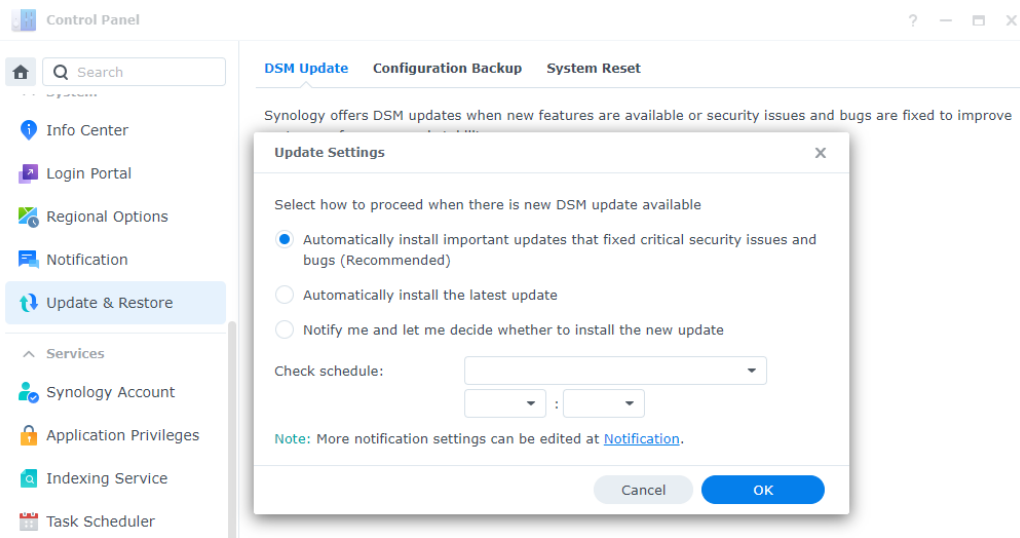 Control Panel
Search
Info Center
Login Portal
Regional Options
Notification
Update & Restore
Services
Synology Account
Application Privileges
Indexing Service
Task Scheduler
DSM Update Configuration Backup System Reset
Synology offers DSM updates when new features are available or security issues and bugs are fixed to improve
Update Settings
Select how to proceed when there is new DSM update available
Automatically install important updates that fixed critical security issues and
bugs (Recommended)
Automatically install the latest update
Notify me and let me decide whether to install the new update
Check schedule:
:
Note: More notification settings can be edited at Notification.
Cancel OK